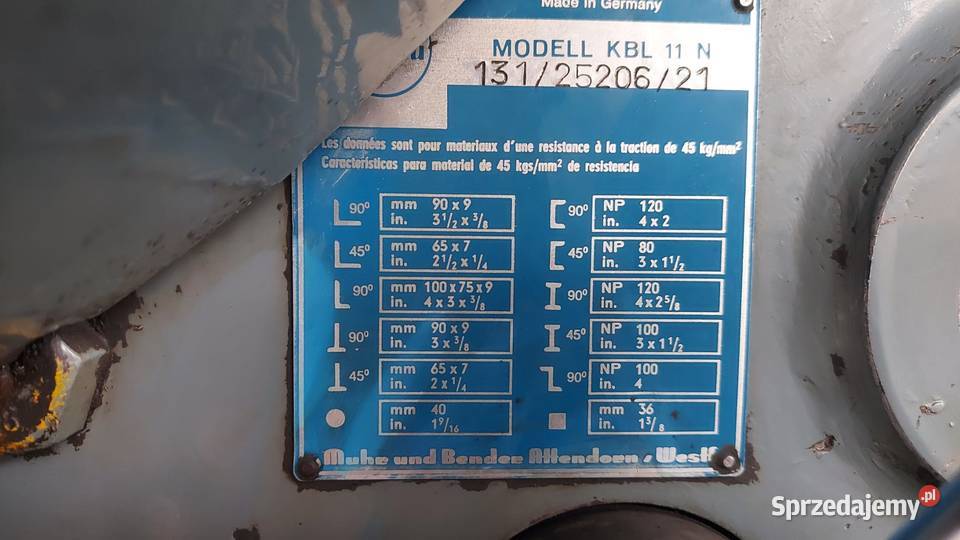 Made in Germany
MODELL KBL 11 N
131/25206/21
Les données sont pour materiaux d'une resistance à la traction de 45 kg/mm²
Caracteristicas para material de 45 kgs/mm² de resistencia
90° mm 90 x 9
in. 3 1/2 x 3/8
45° mm 65 x 7
in. 2 1/2 x 1/4
90° mm 100 x 75 x 9
in. 4 x 3 x 3/8
90° mm 90 x 9
in. 3 x 3/8
45° mm 65 x 7
in. 2 x 1/4
mm 40
in. 1 9/16
90° NP 120
in. 4 x 2
45° NP 80
in. 3 x 1 1/2
90° NP 120
in. 4 x 2 5/8
45° NP 100
in. 3 x 1 1/2
90° NP 100
in. 4
mm 36
in. 1 3/8
Muhr und Bender Attendorn, Westf
Sprzedajemy.pl